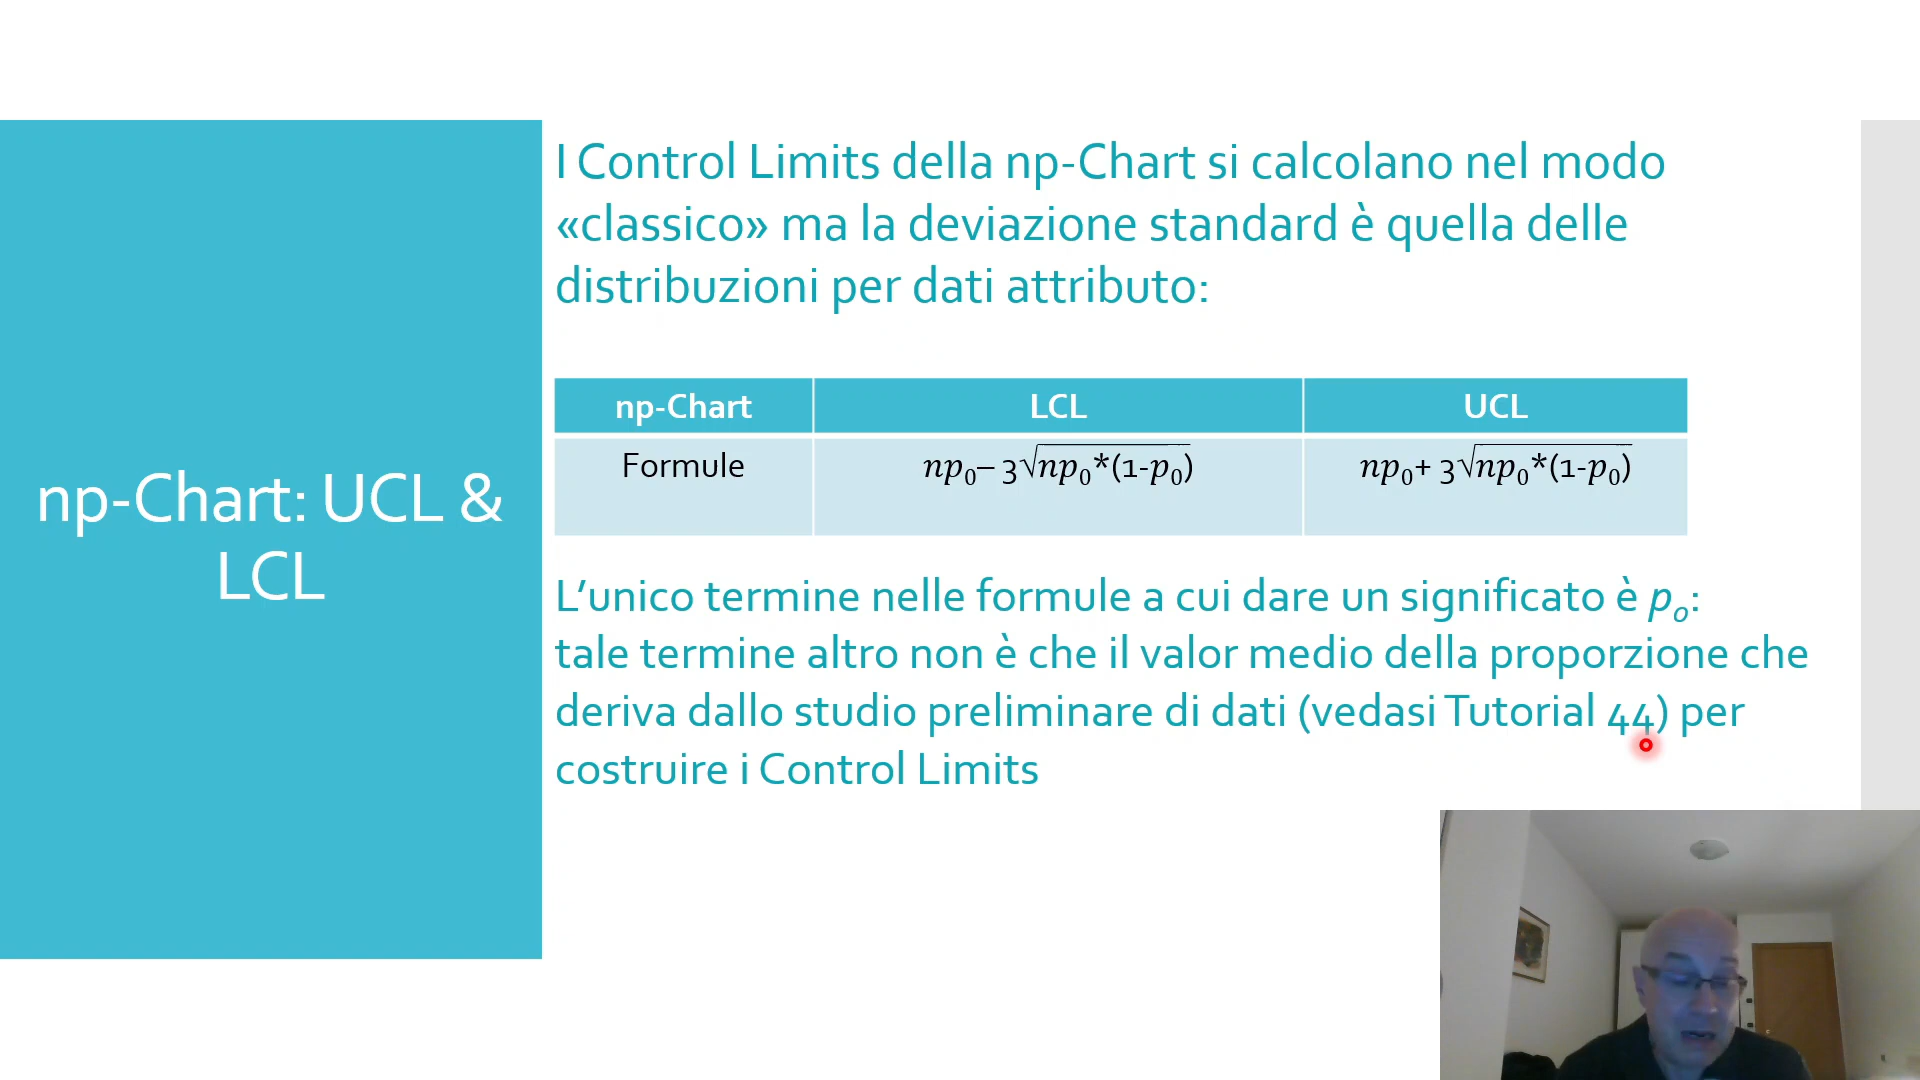 np-Chart: UCL &
LCL
I Control Limits della np-Chart si calcolano nel modo
«classico» ma la deviazione standard è quella delle
distribuzioni per dati attributo:
np-Chart LCL UCL
Formule np₀– 3√np₀*(1-p₀) np₀+ 3√np₀*(1-p₀)
L’unico termine nelle formule a cui dare un significato è pₒ:
tale termine altro non è che il valor medio della proporzione che
deriva dallo studio preliminare di dati (vedasi Tutorial 44) per
costruire i Control Limits